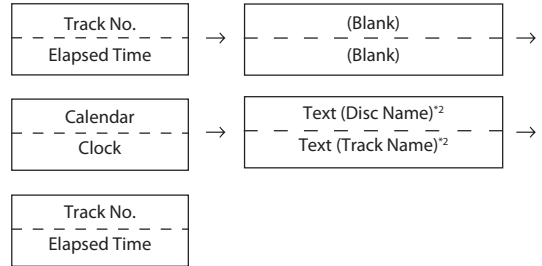 Track No.
(Blank)
Elapsed Time
(Blank)
Calendar
Text (Disc Name)*2
Clock
Text (Track Name)*2
Track No.
Elapsed Time